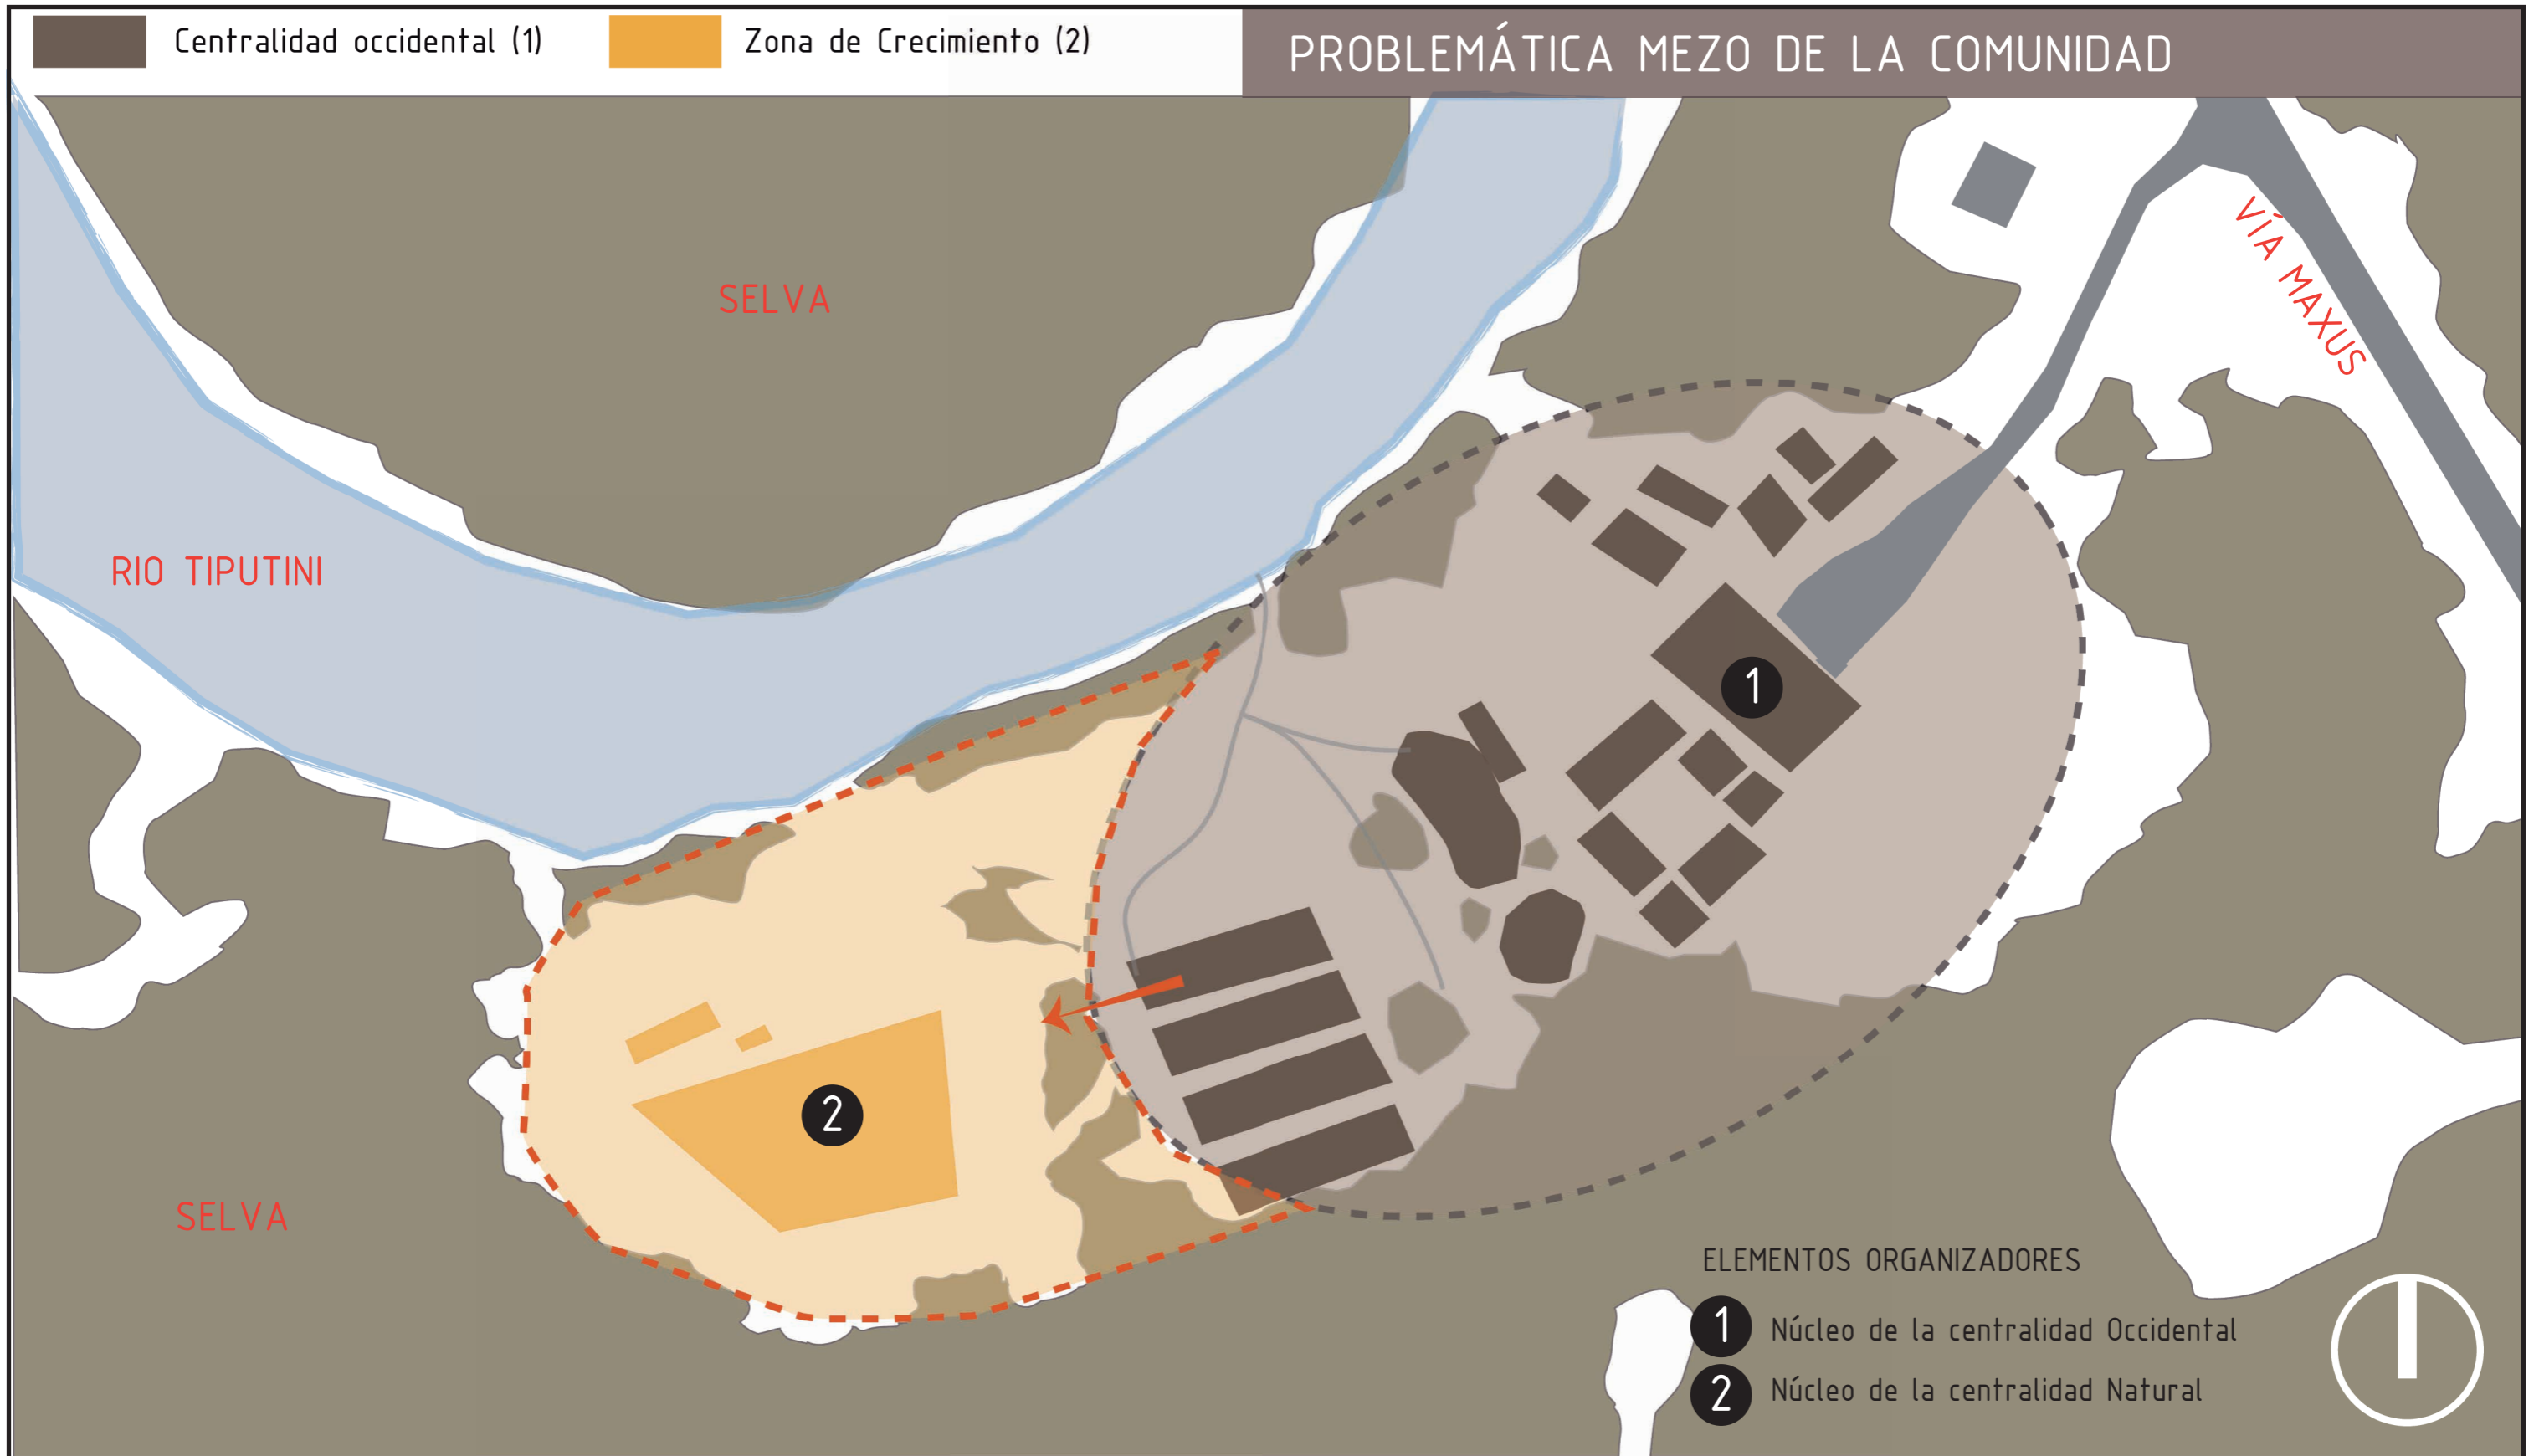 Centralidad occidental (1)
Zona de Crecimiento (2)
PROBLEMÁTICA MEZO DE LA COMUNIDAD
VÍA MAXUS
SELVA
RIO TIPUTINI
1
2
SELVA
ELEMENTOS ORGANIZADORES
1 Núcleo de la centralidad Occidental
2 Núcleo de la centralidad Natural